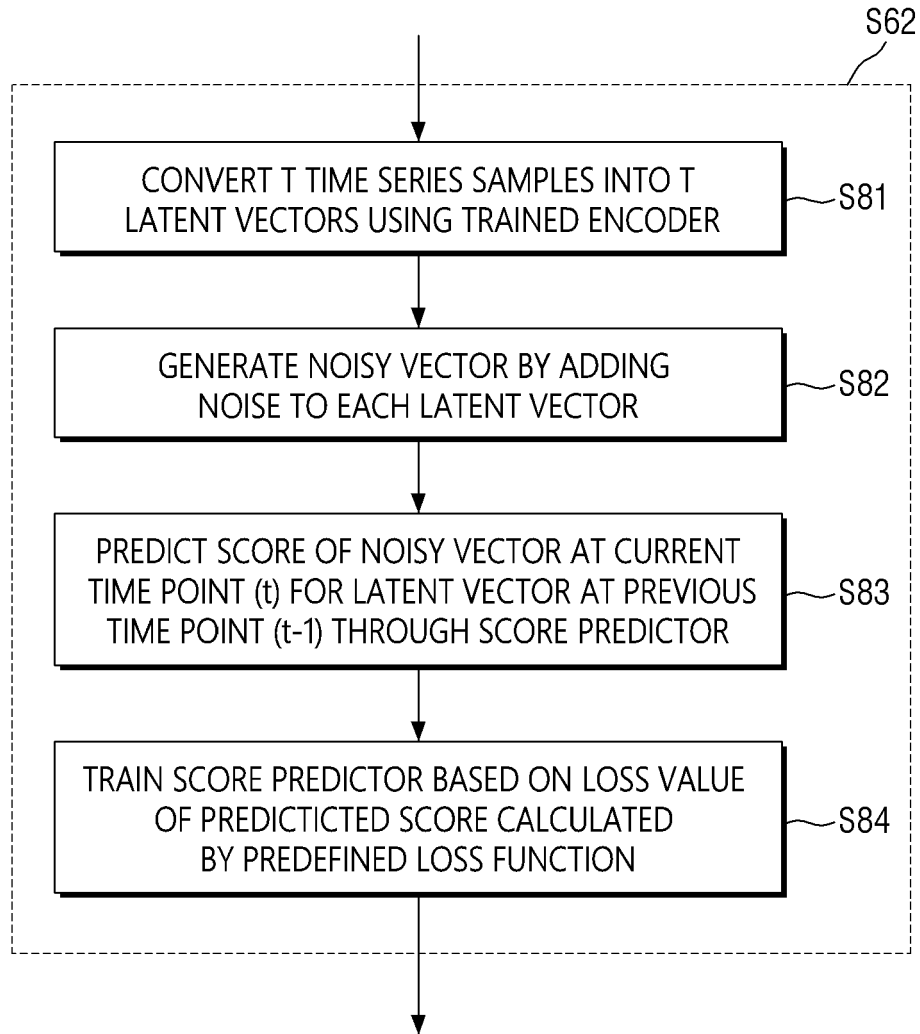 S62
CONVERT T TIME SERIES SAMPLES INTO T
LATENT VECTORS USING TRAINED ENCODER
S81
GENERATE NOISY VECTOR BY ADDING
NOISE TO EACH LATENT VECTOR
S82
PREDICT SCORE OF NOISY VECTOR AT CURRENT
TIME POINT (t) FOR LATENT VECTOR AT PREVIOUS
TIME POINT (t-1) THROUGH SCORE PREDICTOR
S83
TRAIN SCORE PREDICTOR BASED ON LOSS VALUE
OF PREDICTICTED SCORE CALCULATED
BY PREDEFINED LOSS FUNCTION
S84